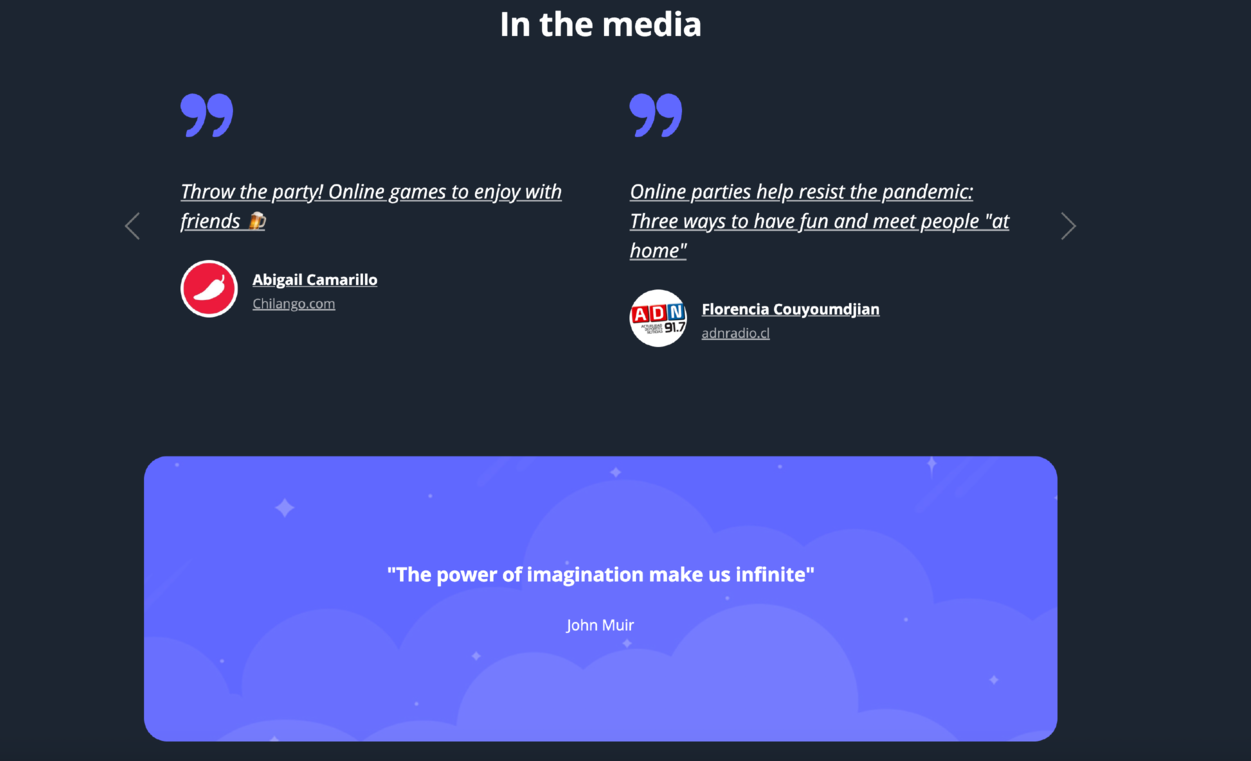 In the media
Throw the party! Online games to enjoy with
friends 🍺
Abigail Camarillo
Chilango.com
Online parties help resist the pandemic:
Three ways to have fun and meet people "at
home"
ADN
91.7
Florencia Couyoumdjian
adnradio.cl
"The power of imagination make us infinite"
John Muir